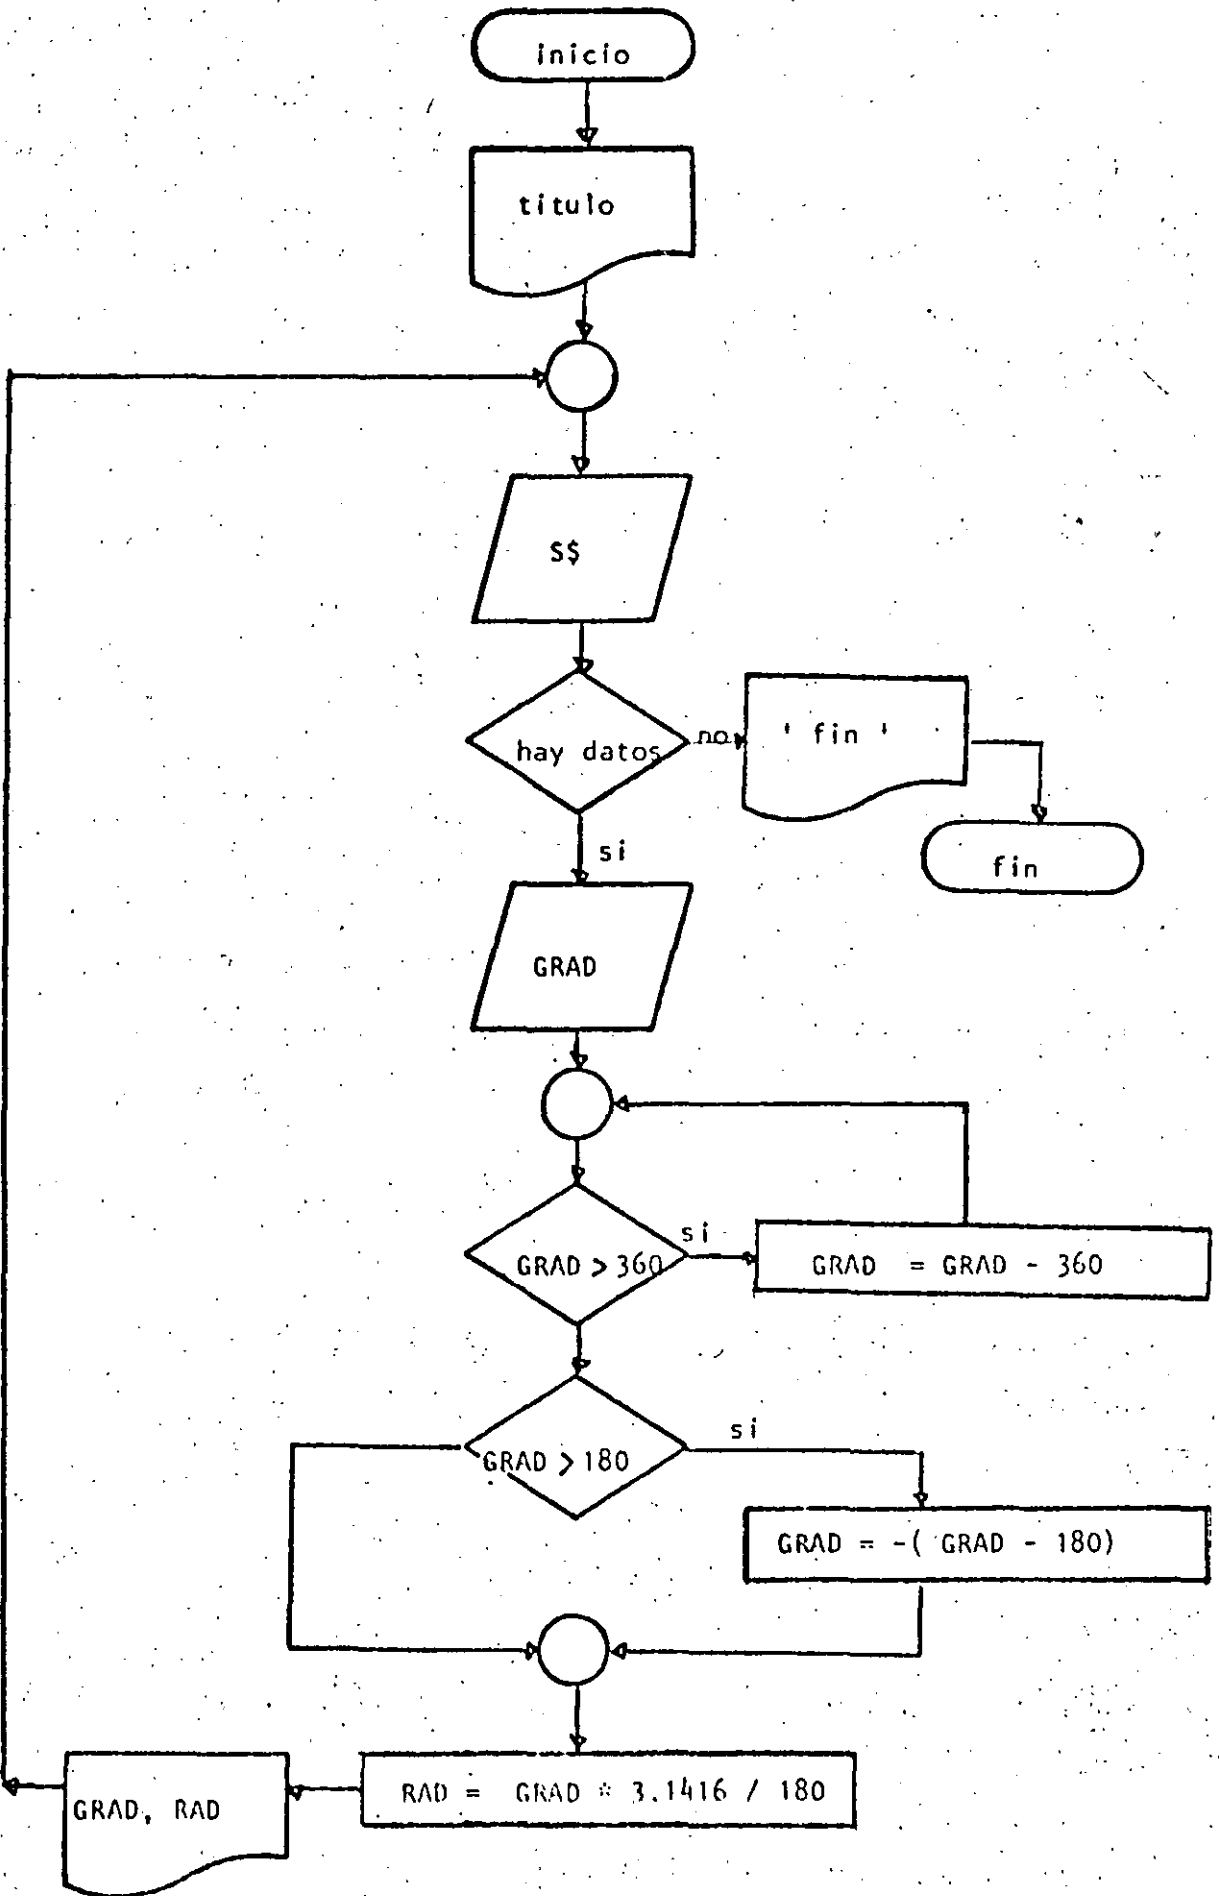 inicio
titulo
S$
hay datos
no
' fin '
fin
si
GRAD
GRAD > 360
si
GRAD = GRAD - 360
GRAD > 180
si
GRAD = -( GRAD - 180)
RAD = GRAD * 3.1416 / 180
GRAD, RAD